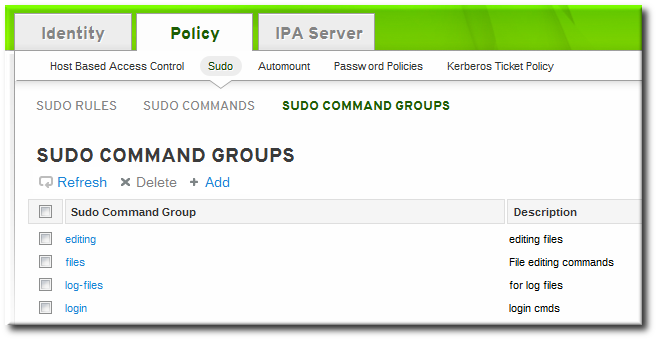 Identity Policy IPA Server
Host Based Access Control Sudo Automount Password Policies Kerberos Ticket Policy
SUDO RULES SUDO COMMANDS SUDO COMMAND GROUPS
SUDO COMMAND GROUPS
Refresh Delete Add
Sudo Command Group Description
editing editing files
files File editing commands
log-files for log files
login login cmds